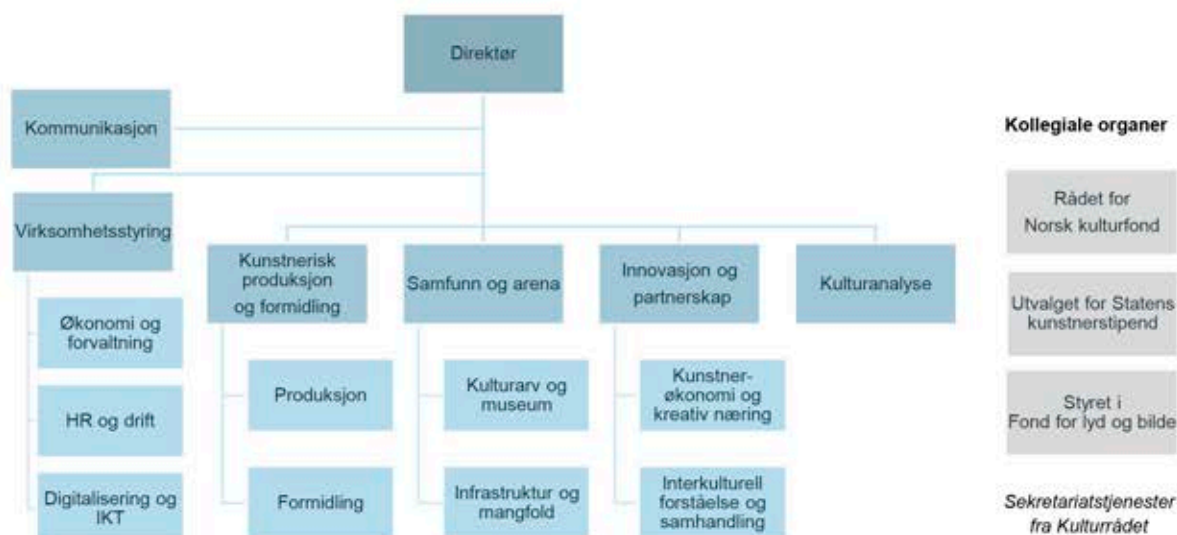 Direktør
Kommunikasjon
Virksomhetsstyring
Økonomi og
forvaltning
HR og drift
Digitalisering og
IKT
Kunstnerisk
produksjon
og formidling
Produksjon
Formidling
Samfunn og arena
Kulturarv og
museum
Infrastruktur og
mangfold
Innovasjon og
partnerskap
Kunstner-
økonomi og
kreativ næring
Interkulturell
forståelse og
samhandling
Kulturanalyse
Kollegiale organer
Rådet for
Norsk kulturfond
Utvalget for Statens
kunstnerstipend
Styret i
Fond for lyd og bilde
Sekretariatstjenester
fra Kulturrådet